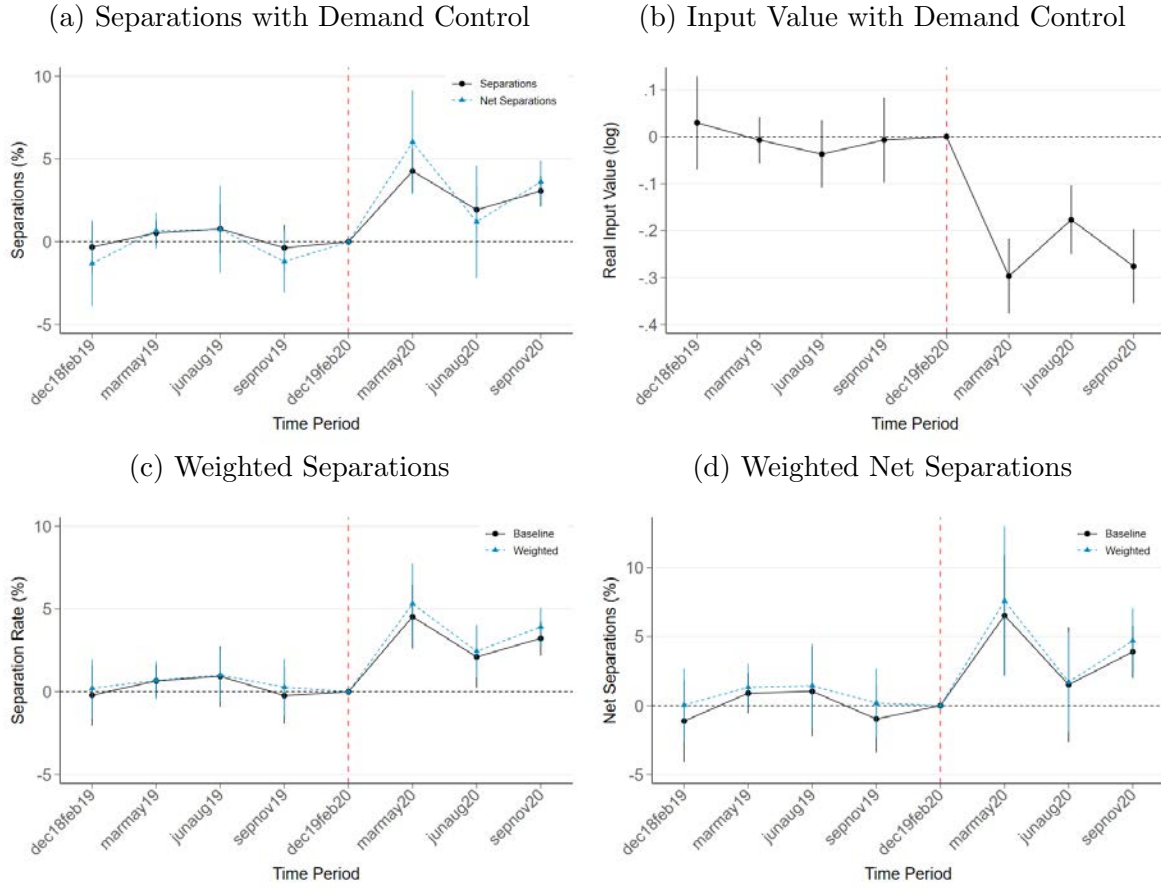 (a) Separations with Demand Control
Separations (%)
10
5
0
-5
Separations
Net Separations
dec18feb19
marmay19
junaug19
sepnov19
dec19feb20
marmay20
junaug20
sepnov20
Time Period
(b) Input Value with Demand Control
Real Input Value (log)
.1
0
-.1
-.2
-.3
-.4
dec18feb19
marmay19
junaug19
sepnov19
dec19feb20
marmay20
junaug20
sepnov20
Time Period
(c) Weighted Separations
Separation Rate (%)
10
5
0
-5
Baseline
Weighted
dec18feb19
marmay19
junaug19
sepnov19
dec19feb20
marmay20
junaug20
sepnov20
Time Period
(d) Weighted Net Separations
Net Separations (%)
10
5
0
-5
Baseline
Weighted
dec18feb19
marmay19
junaug19
sepnov19
dec19feb20
marmay20
junaug20
sepnov20
Time Period